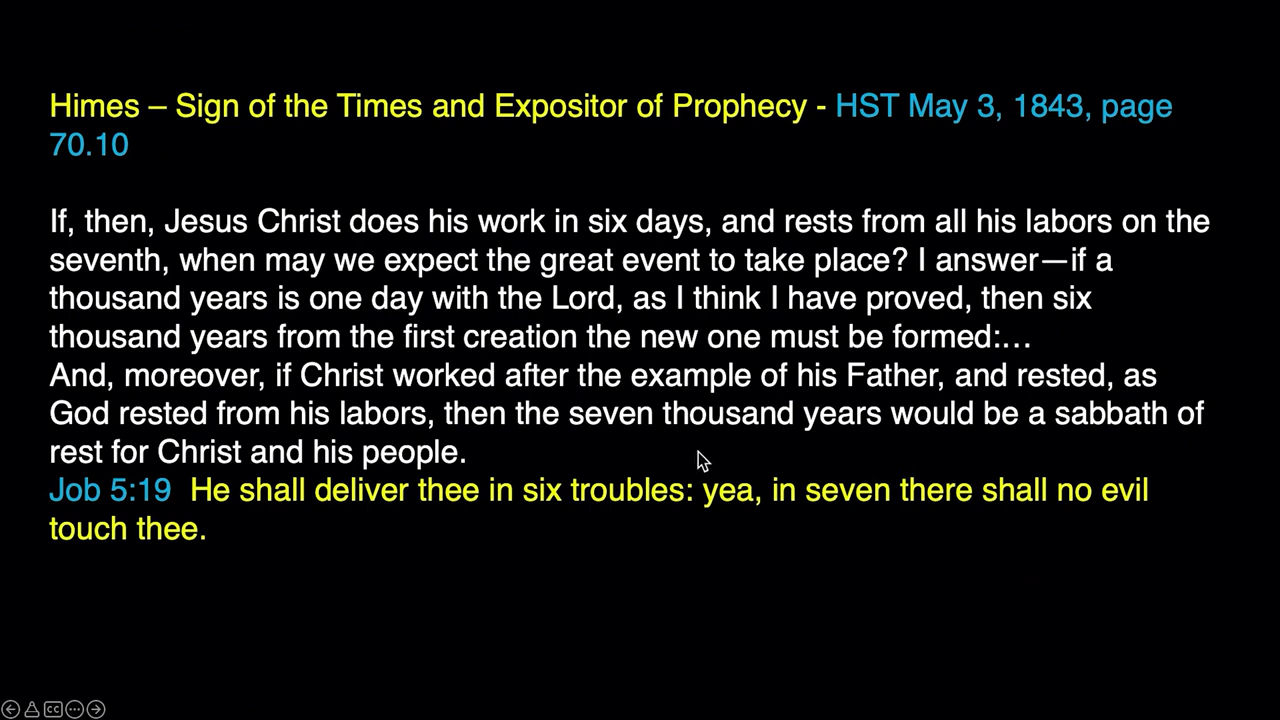 Himes – Sign of the Times and Expositor of Prophecy - HST May 3, 1843, page
70.10
If, then, Jesus Christ does his work in six days, and rests from all his labors on the
seventh, when may we expect the great event to take place? I answer—if a
thousand years is one day with the Lord, as I think I have proved, then six
thousand years from the first creation the new one must be formed:…
And, moreover, if Christ worked after the example of his Father, and rested, as
God rested from his labors, then the seven thousand years would be a sabbath of
rest for Christ and his people.
Job 5:19  He shall deliver thee in six troubles: yea, in seven there shall no evil
touch thee.
CC